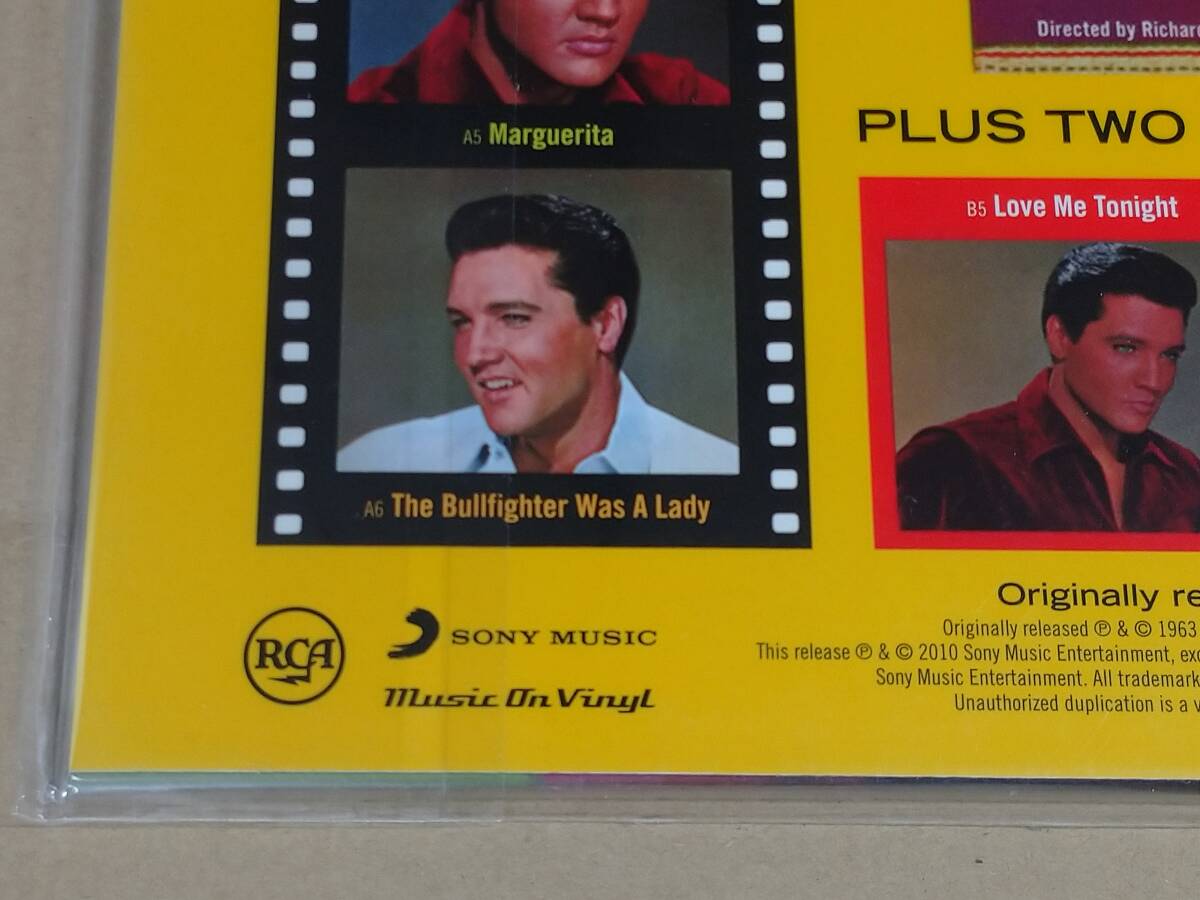 Directed by Richard
PLUS TWO
A5 Marguerita
B5 Love Me Tonight
A6 The Bullfighter Was A Lady
RCA
SONY MUSIC
Music On Vinyl
Originally re
Originally released ℗ & © 1963
This release ℗ & © 2010 Sony Music Entertainment, exc
Sony Music Entertainment. All trademark
Unauthorized duplication is a v